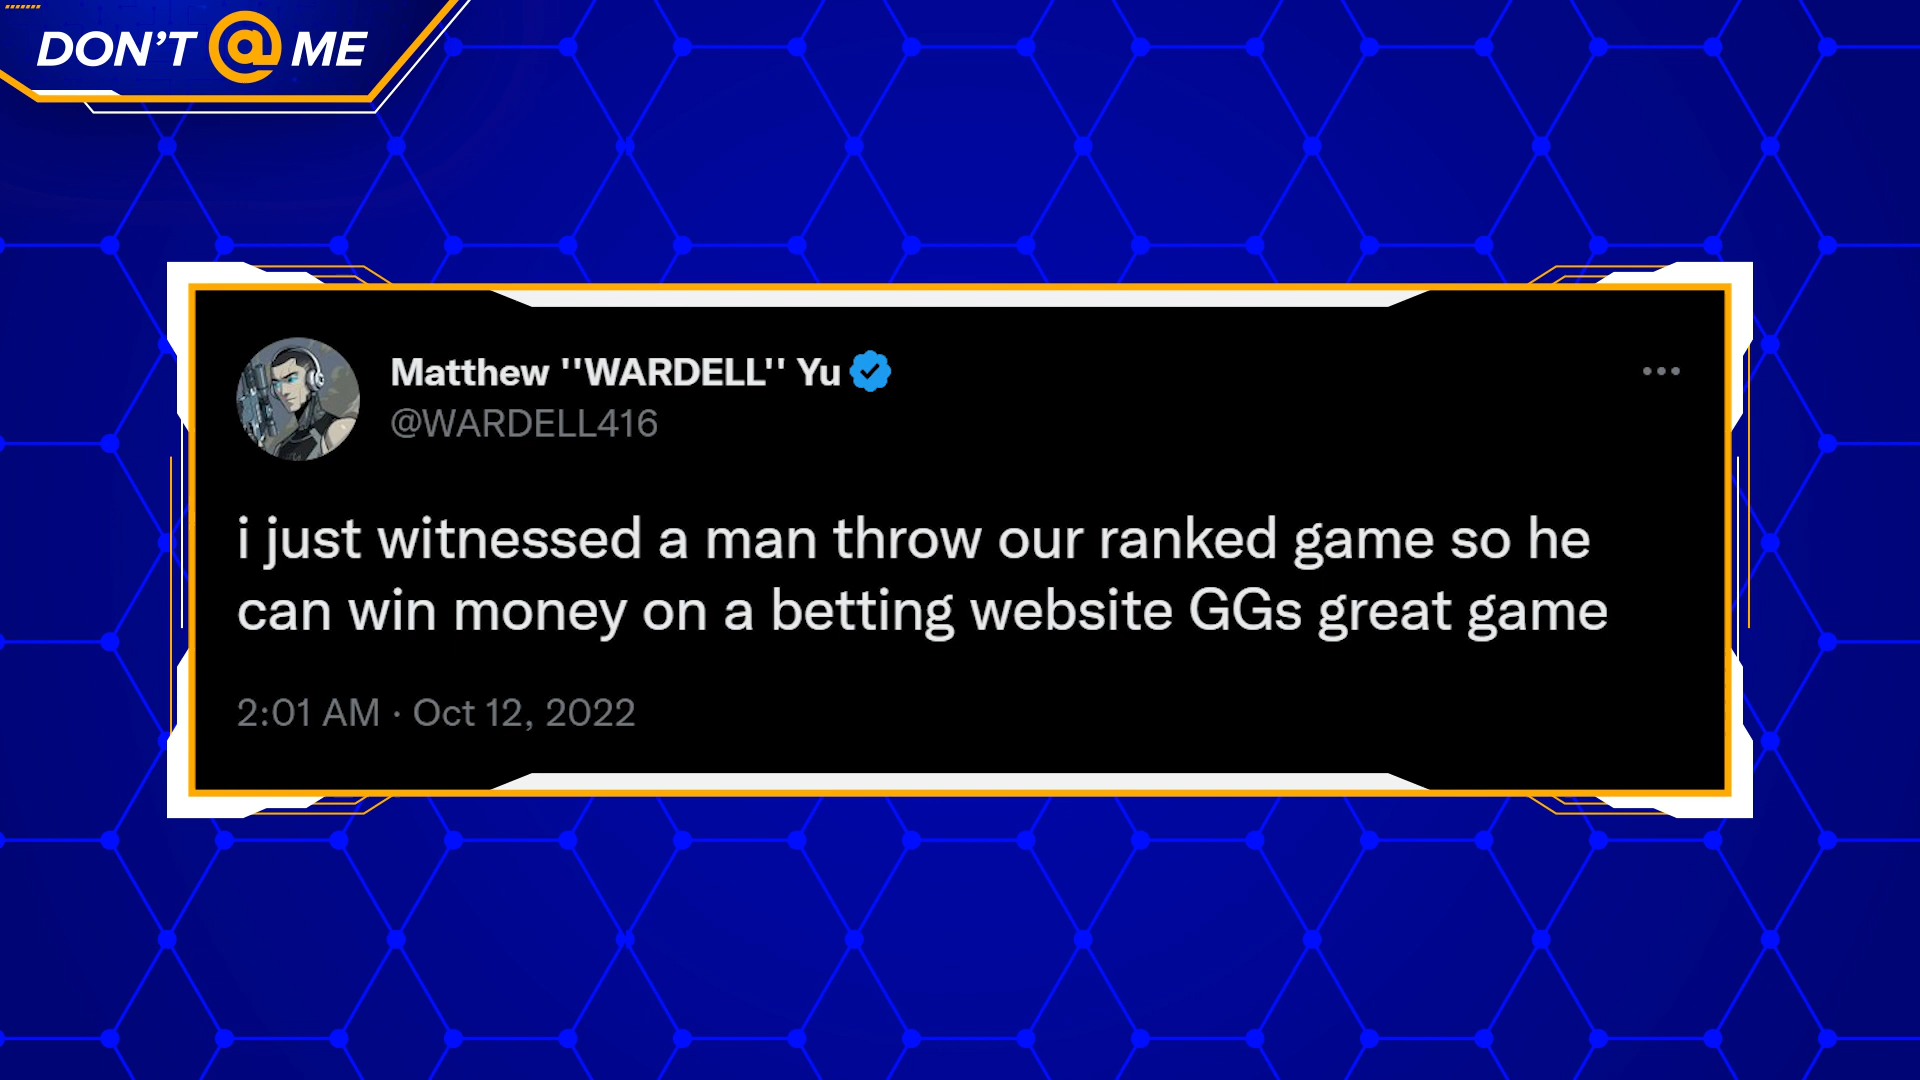 DON'T @ ME
Matthew ''WARDELL'' Yu
@WARDELL416
i just witnessed a man throw our ranked game so he
can win money on a betting website GGs great game
2:01 AM · Oct 12, 2022